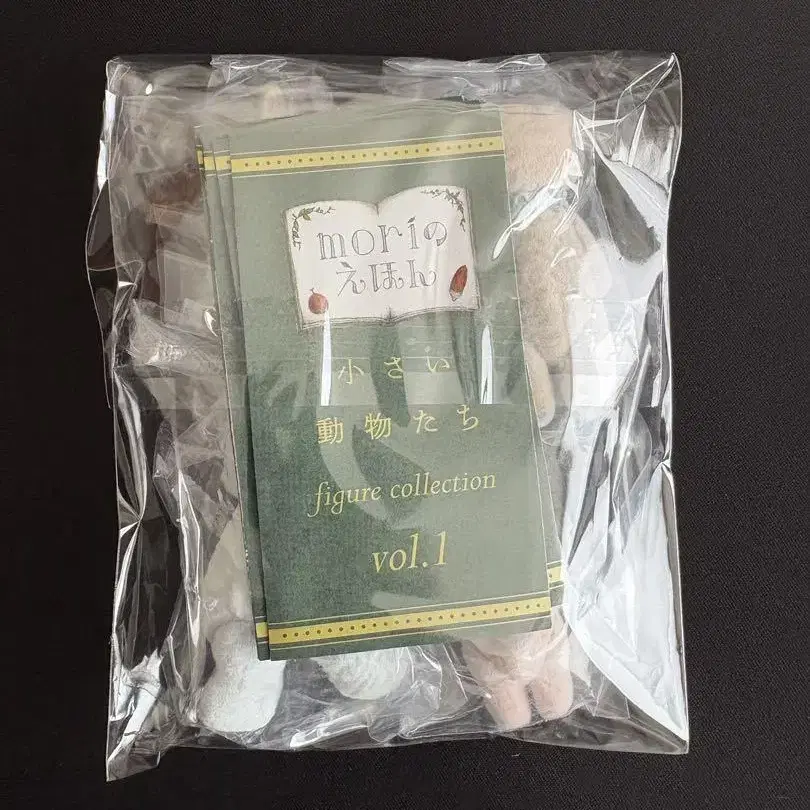 moriの
えほん
小さい
動物たち
figure collection
vol.1